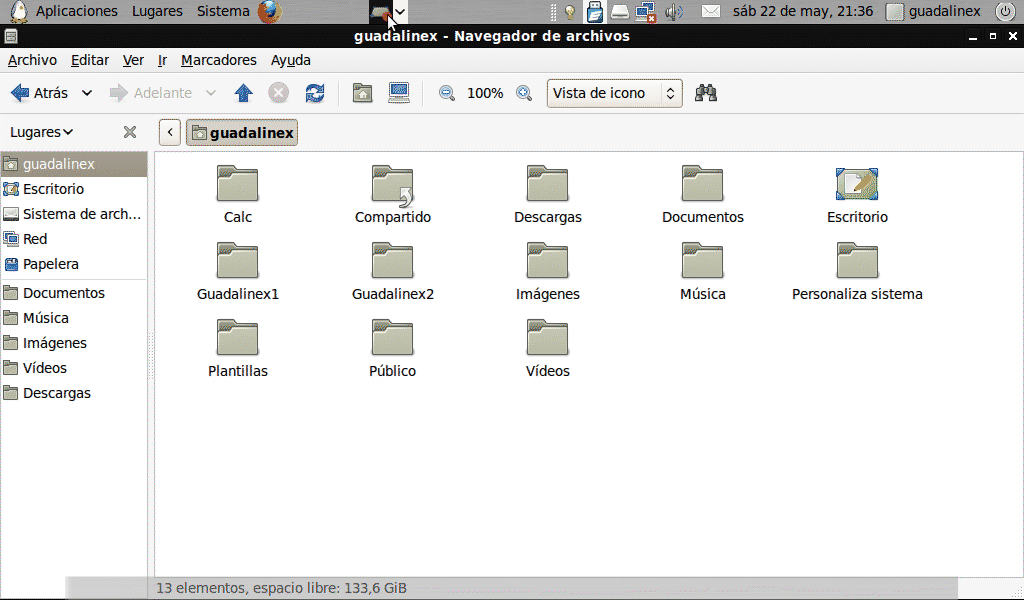 Aplicaciones Lugares Sistema sáb 22 de may, 21:36 guadalinex
guadalinex - Navegador de archivos
Archivo Editar Ver Ir Marcadores Ayuda
Atrás Adelante 100% Vista de icono
Lugares guadalinex
guadalinex
Escritorio
Sistema de arch...
Red
Papelera
Documentos
Música
Imágenes
Vídeos
Descargas
Calc Compartido Descargas Documentos Escritorio
Guadalinex1 Guadalinex2 Imágenes Música Personaliza sistema
Plantillas Público Vídeos
13 elementos, espacio libre: 133,6 GiB